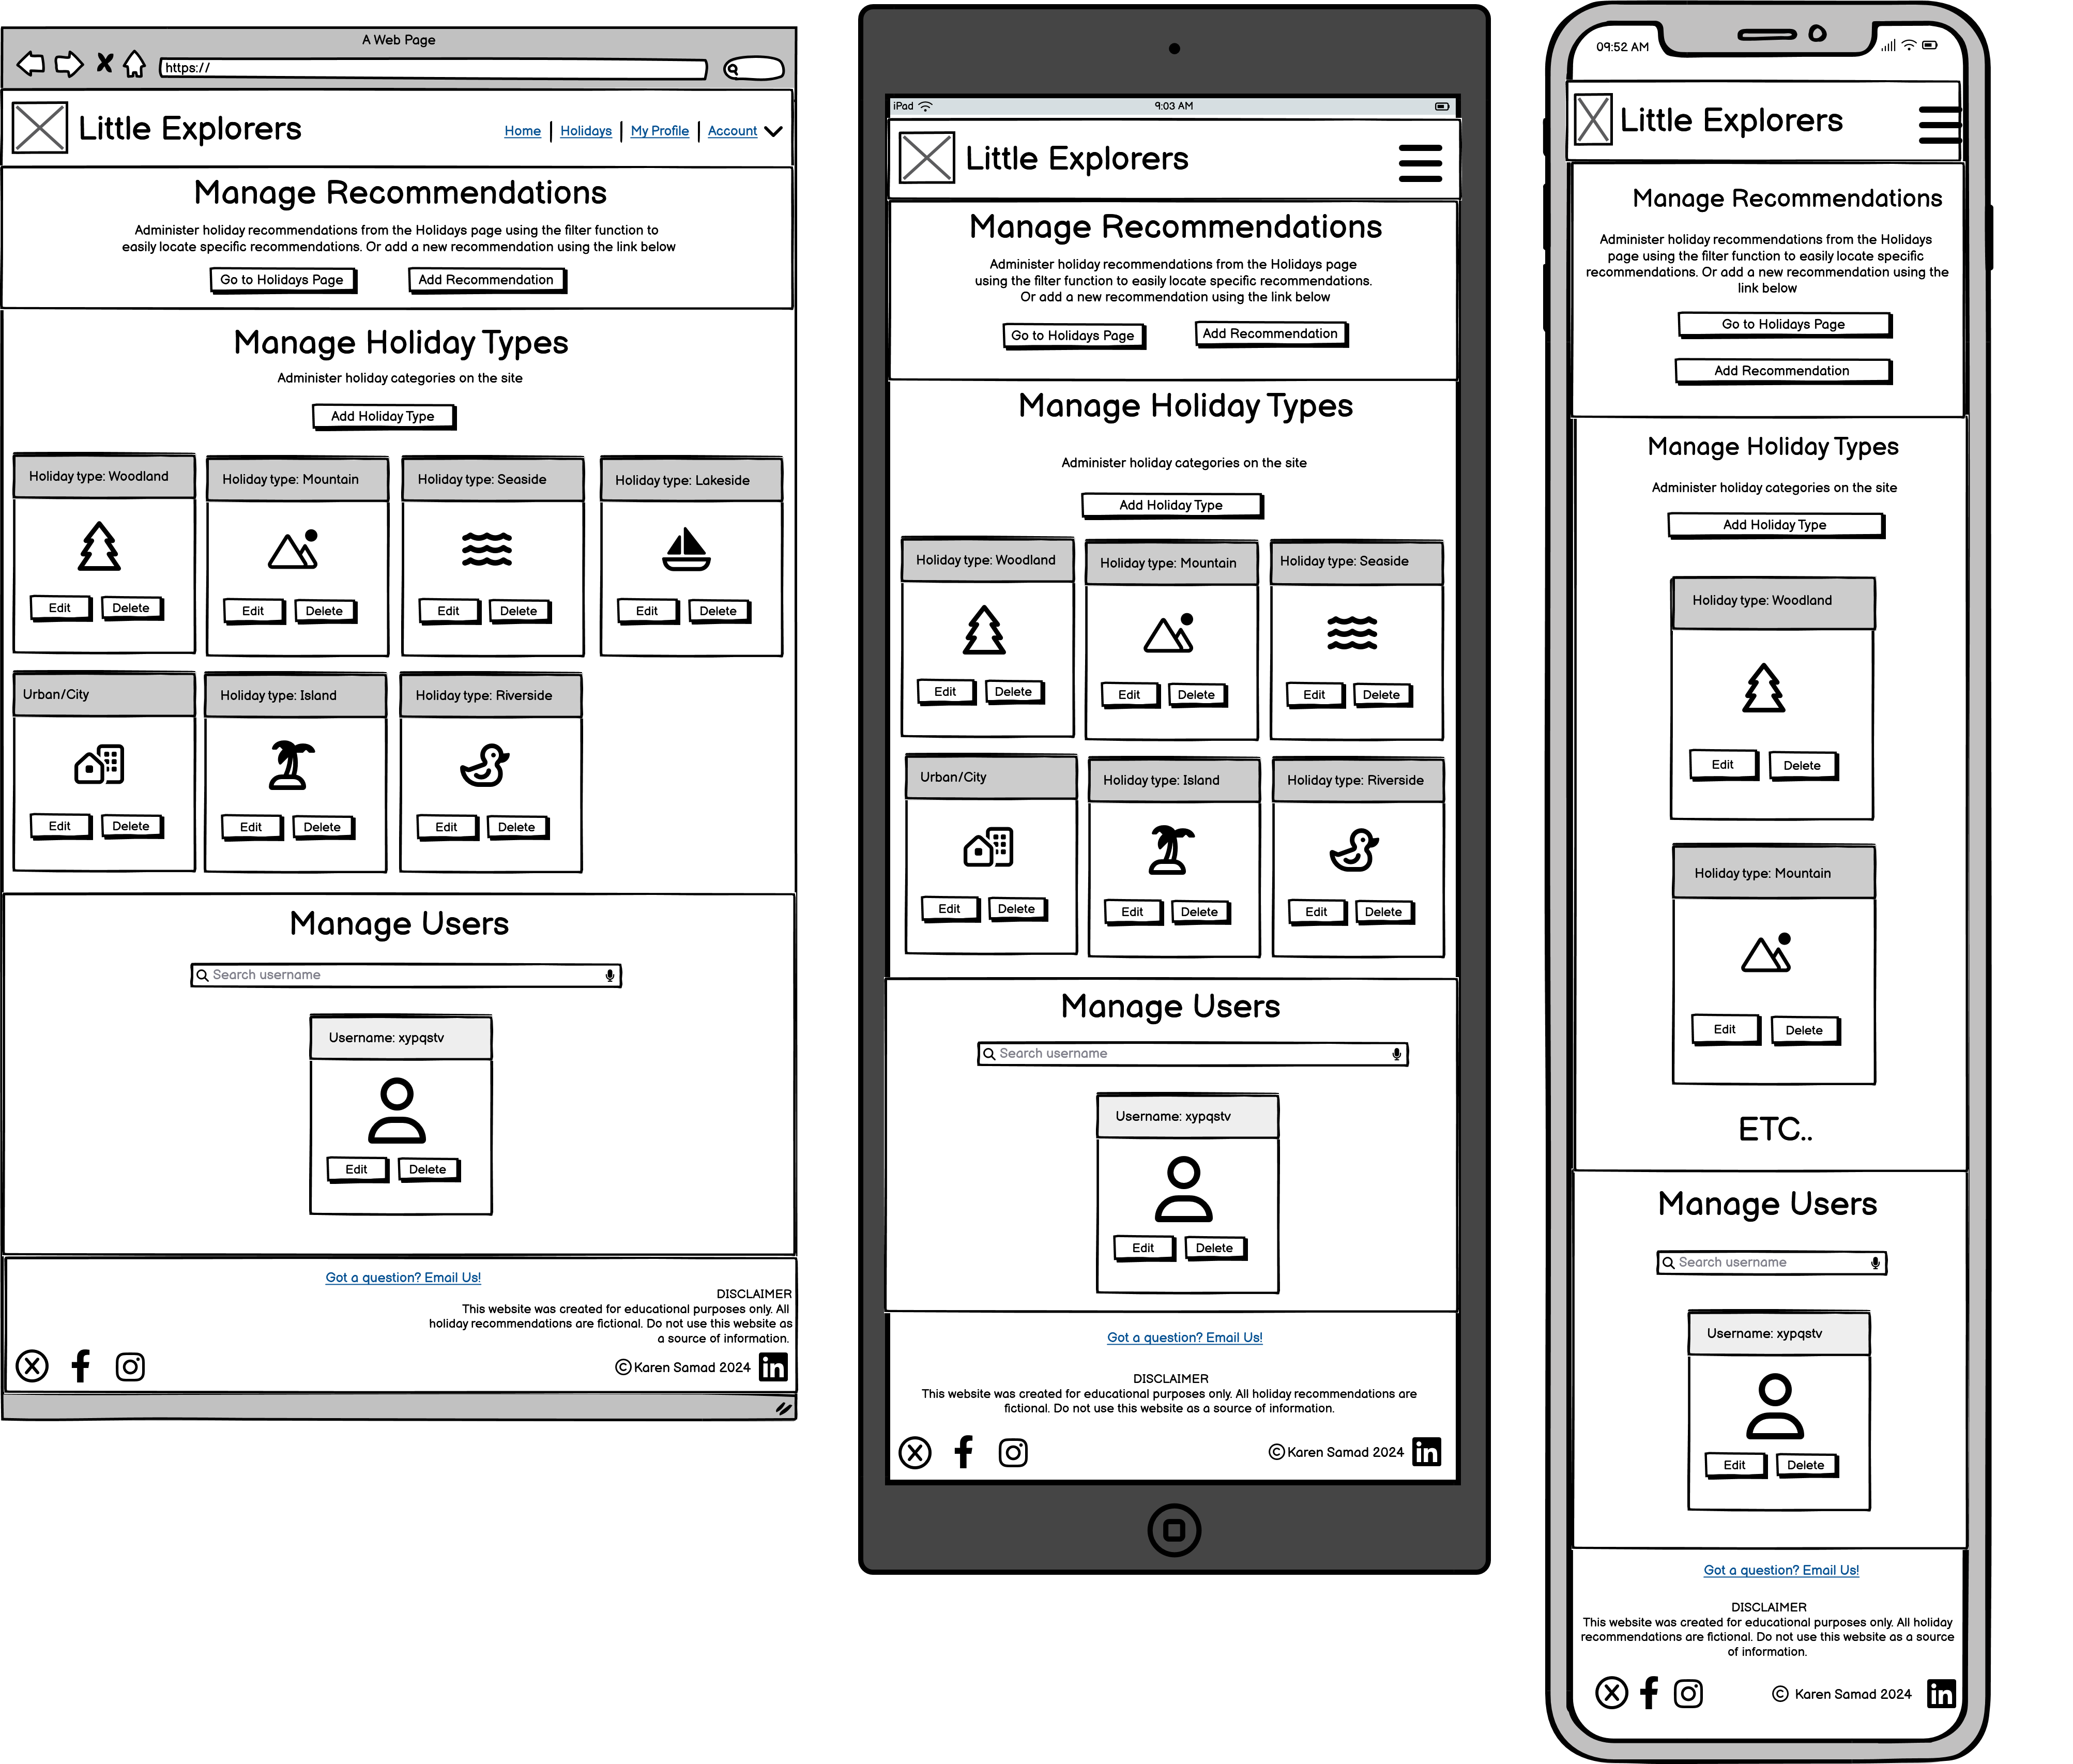 A Web Page
https://
Little Explorers
Home
Holidays
My Profile
Account
Manage Recommendations
Administer holiday recommendations from the Holidays page using the filter function to
easily locate specific recommendations. Or add a new recommendation using the link below
Go to Holidays Page
Add Recommendation
Manage Holiday Types
Administer holiday categories on the site
Add Holiday Type
Holiday type: Woodland
Holiday type: Mountain
Holiday type: Seaside
Holiday type: Lakeside
Edit
Delete
Edit
Delete
Edit
Delete
Edit
Delete
Urban/City
Holiday type: Island
Holiday type: Riverside
Edit
Delete
Edit
Delete
Edit
Delete
Manage Users
Search username
Username: xypqstv
Edit
Delete
Got a question? Email Us!
DISCLAIMER
This website was created for educational purposes only. All
holiday recommendations are fictional. Do not use this website as
a source of information.
© Karen Samad 2024
in
iPad
9:03 AM
Little Explorers
Manage Recommendations
Administer holiday recommendations from the Holidays page
using the filter function to easily locate specific recommendations.
Or add a new recommendation using the link below
Go to Holidays Page
Add Recommendation
Manage Holiday Types
Administer holiday categories on the site
Add Holiday Type
Holiday type: Woodland
Holiday type: Mountain
Holiday type: Seaside
Edit
Delete
Edit
Delete
Edit
Delete
Urban/City
Holiday type: Island
Holiday type: Riverside
Edit
Delete
Edit
Delete
Edit
Delete
Manage Users
Search username
Username: xypqstv
Edit
Delete
Got a question? Email Us!
DISCLAIMER
This website was created for educational purposes only. All holiday recommendations are
fictional. Do not use this website as a source of information.
© Karen Samad 2024
in
09:52 AM
Little Explorers
Manage Recommendations
Administer holiday recommendations from the Holidays
page using the filter function to easily locate specific
recommendations. Or add a new recommendation using the
link below
Go to Holidays Page
Add Recommendation
Manage Holiday Types
Administer holiday categories on the site
Add Holiday Type
Holiday type: Woodland
Edit
Delete
Holiday type: Mountain
Edit
Delete
ETC..
Manage Users
Search username
Username: xypqstv
Edit
Delete
Got a question? Email Us!
DISCLAIMER
This website was created for educational purposes only. All holiday
recommendations are fictional. Do not use this website as a source
of information.
© Karen Samad 2024
in